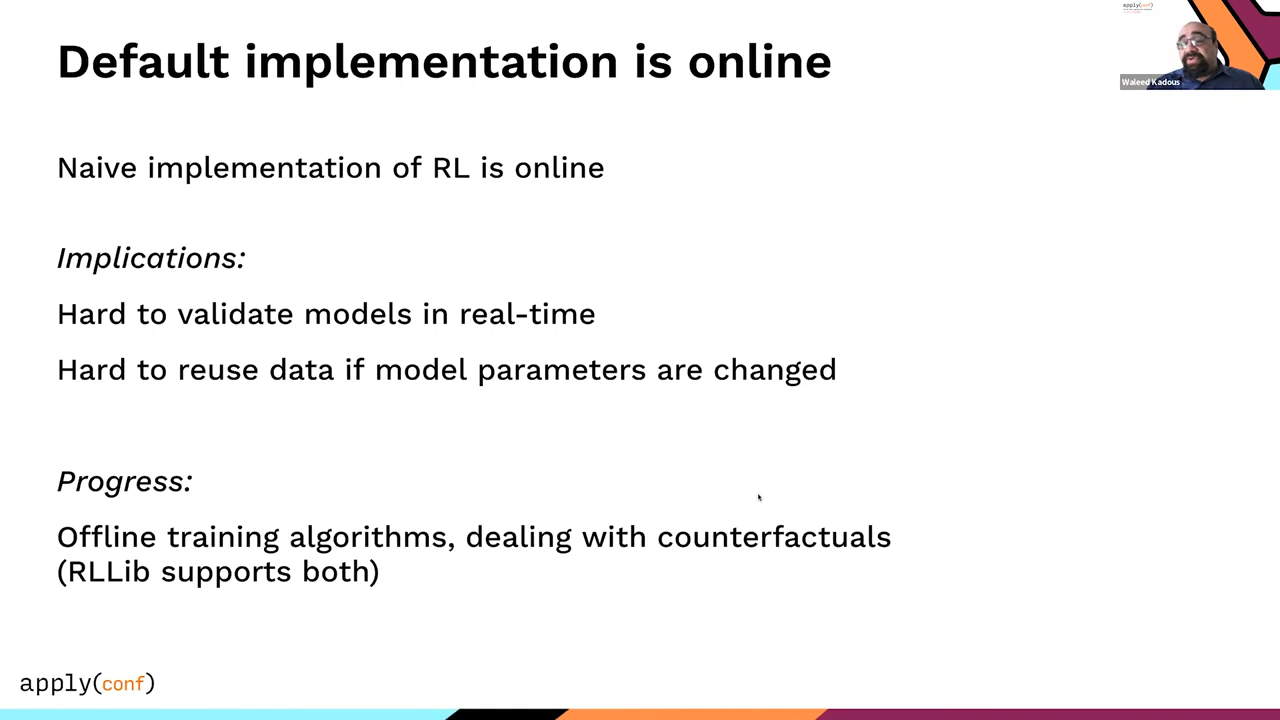 Default implementation is online
apply(conf)
Waleed Kadous
Naive implementation of RL is online
Implications:
Hard to validate models in real-time
Hard to reuse data if model parameters are changed
Progress:
Offline training algorithms, dealing with counterfactuals
(RLLib supports both)
apply(conf)